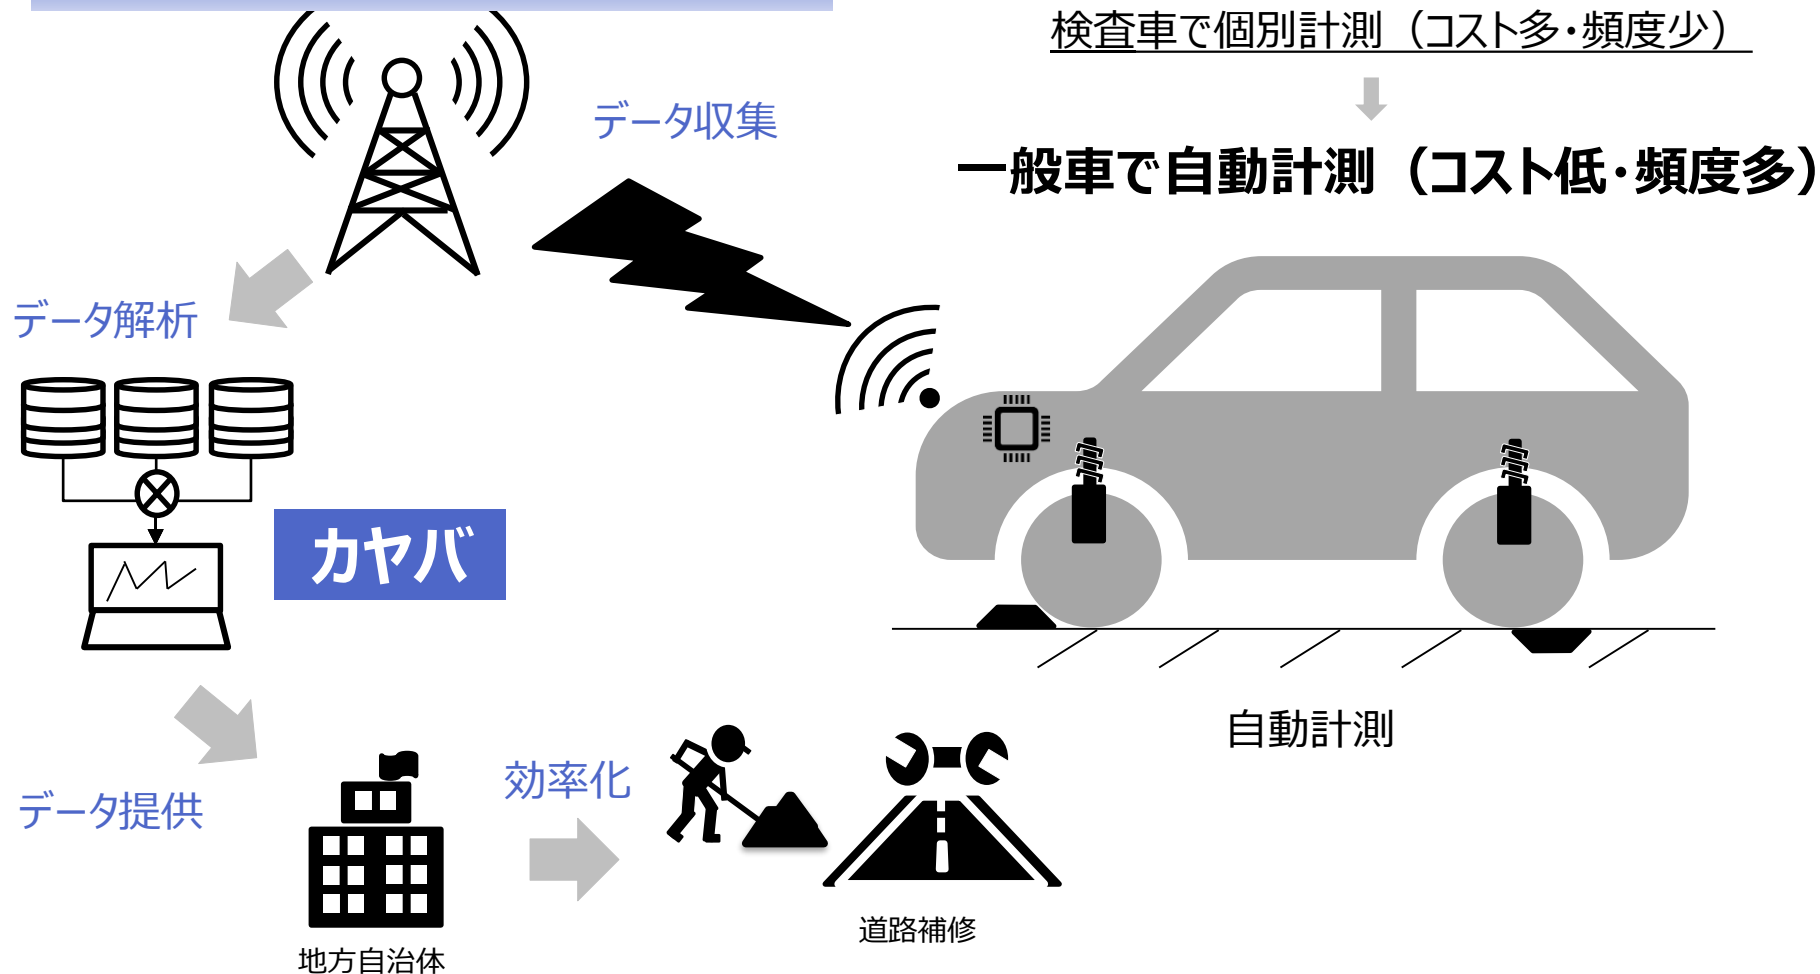 検査車で個別計測（コスト多・頻度少）
一般車で自動計測（コスト低・頻度多）
データ収集
データ解析
カヤバ
自動計測
データ提供
効率化
道路補修
地方自治体